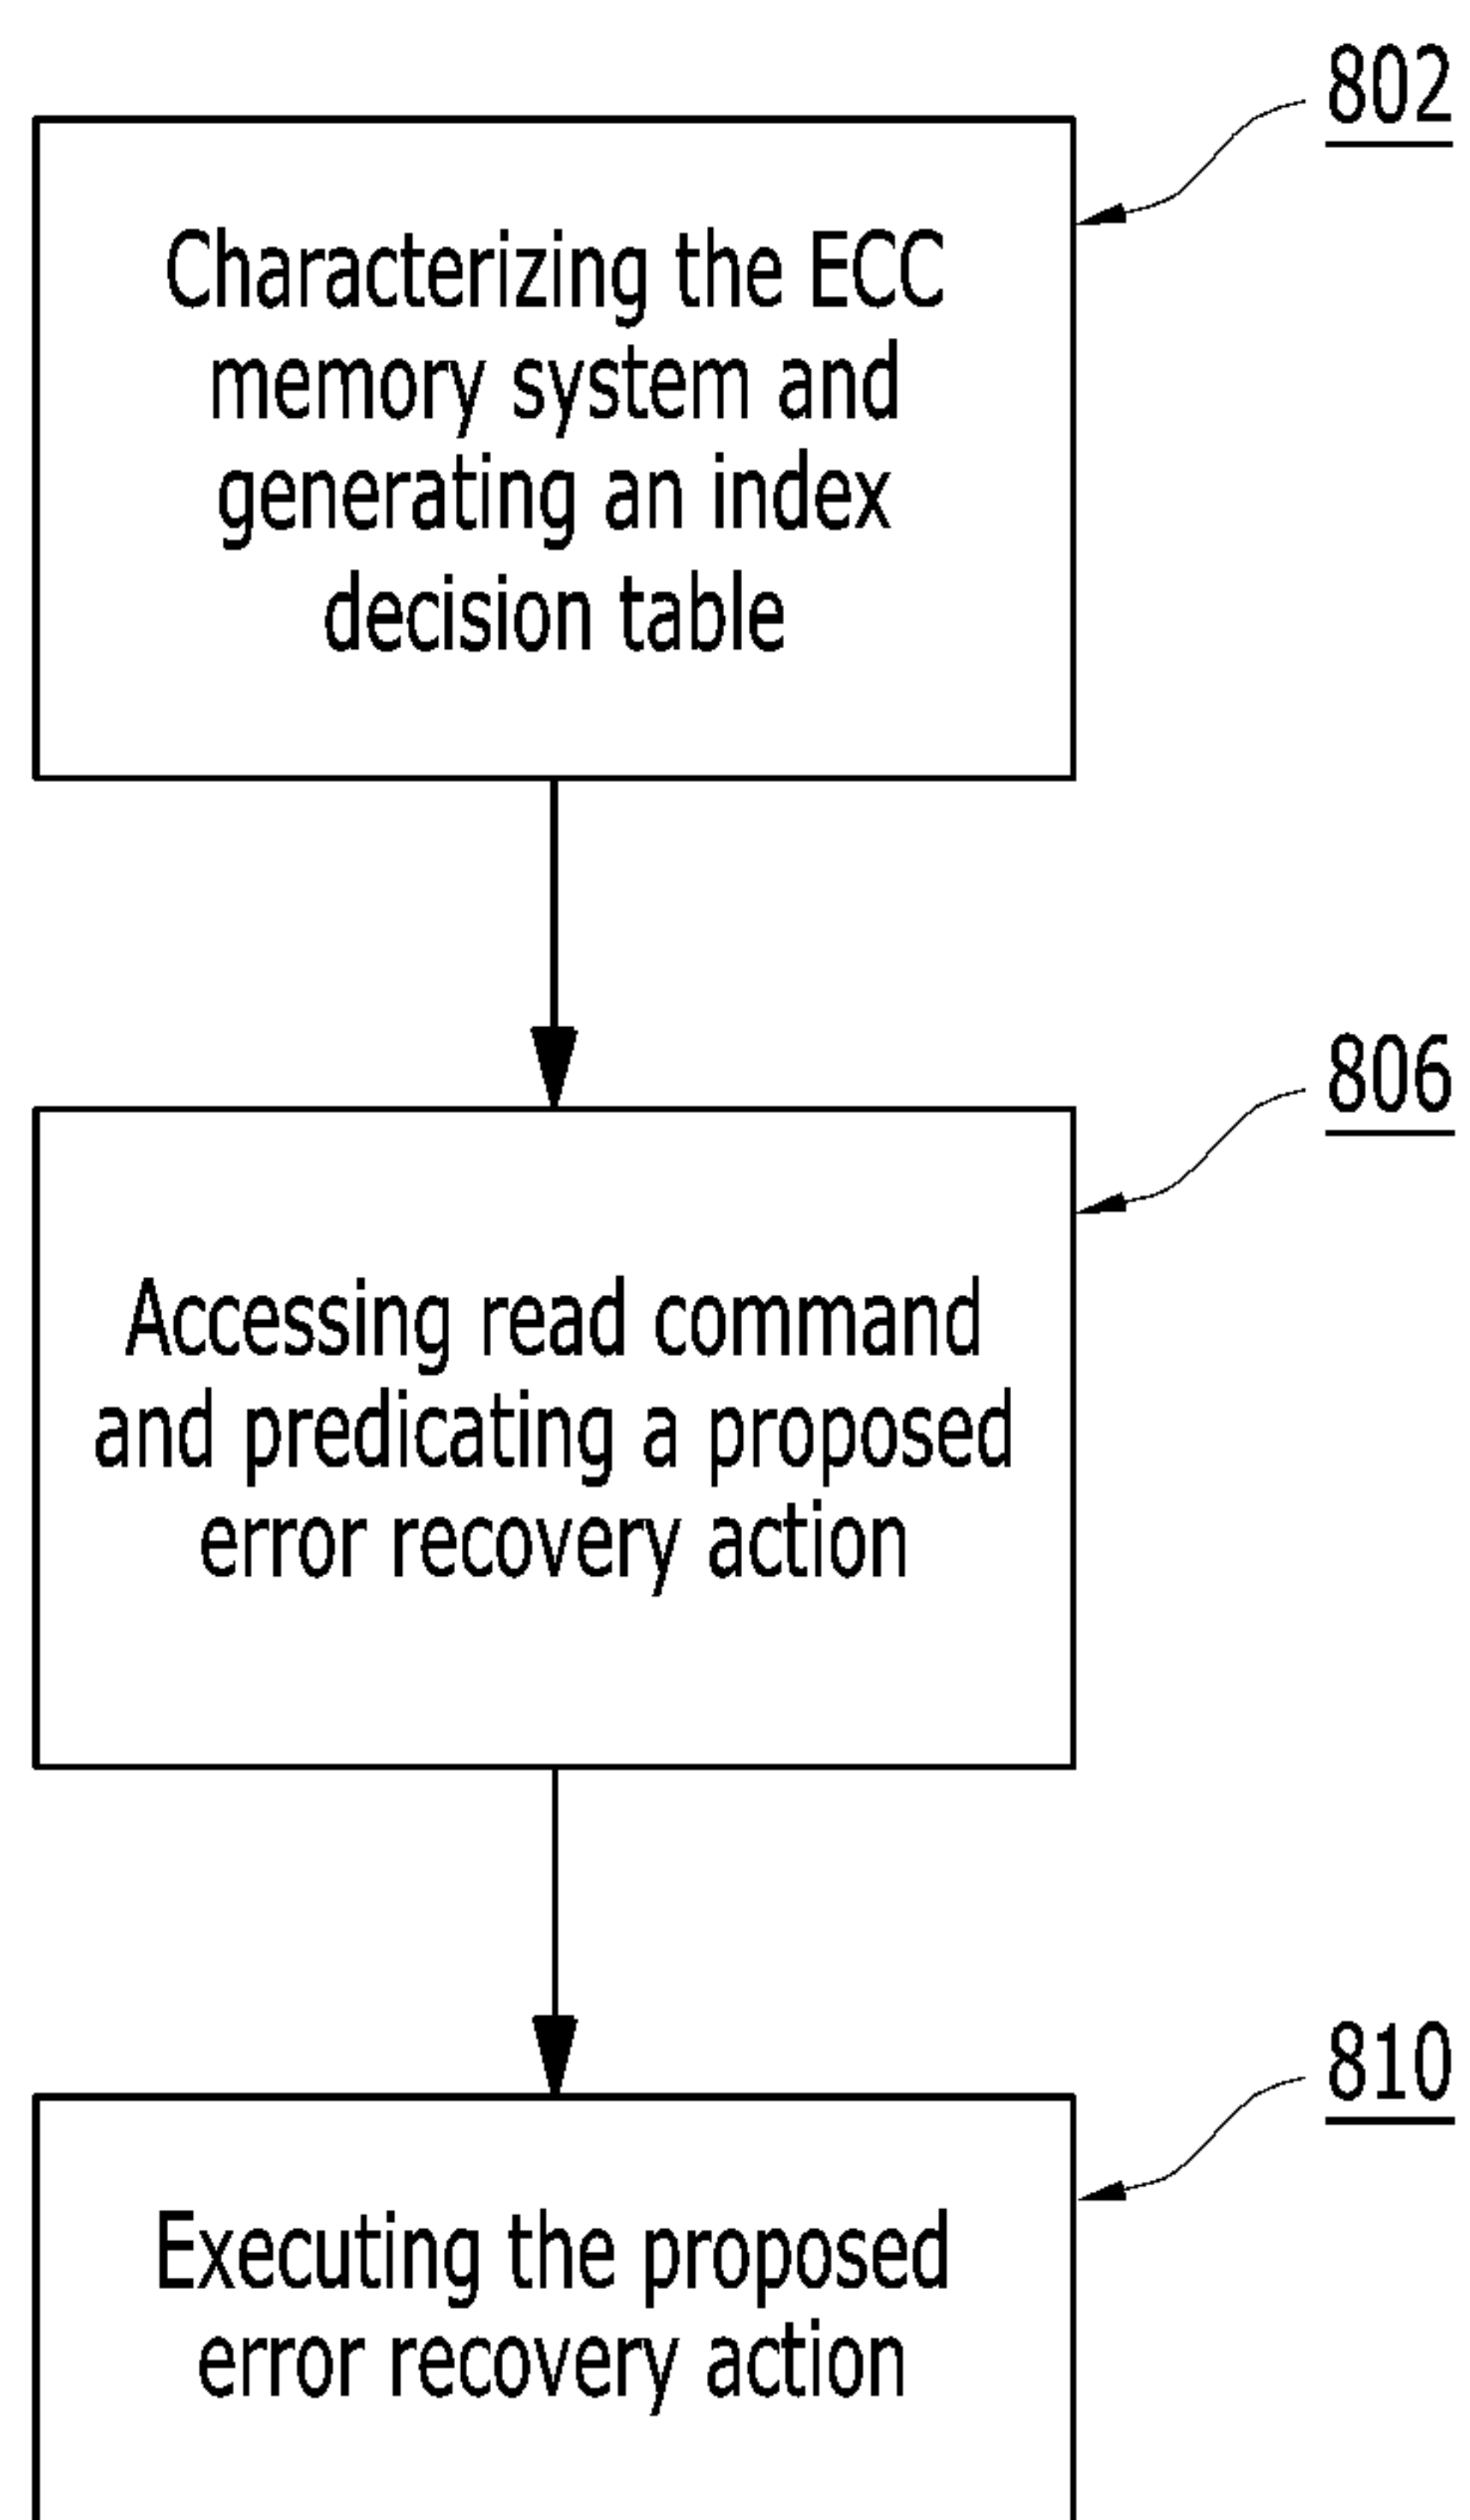 802
Characterizing the ECC
memory system and
generating an index
decision table
806
Accessing read command
and predicating a proposed
error recovery action
810
Executing the proposed
error recovery action